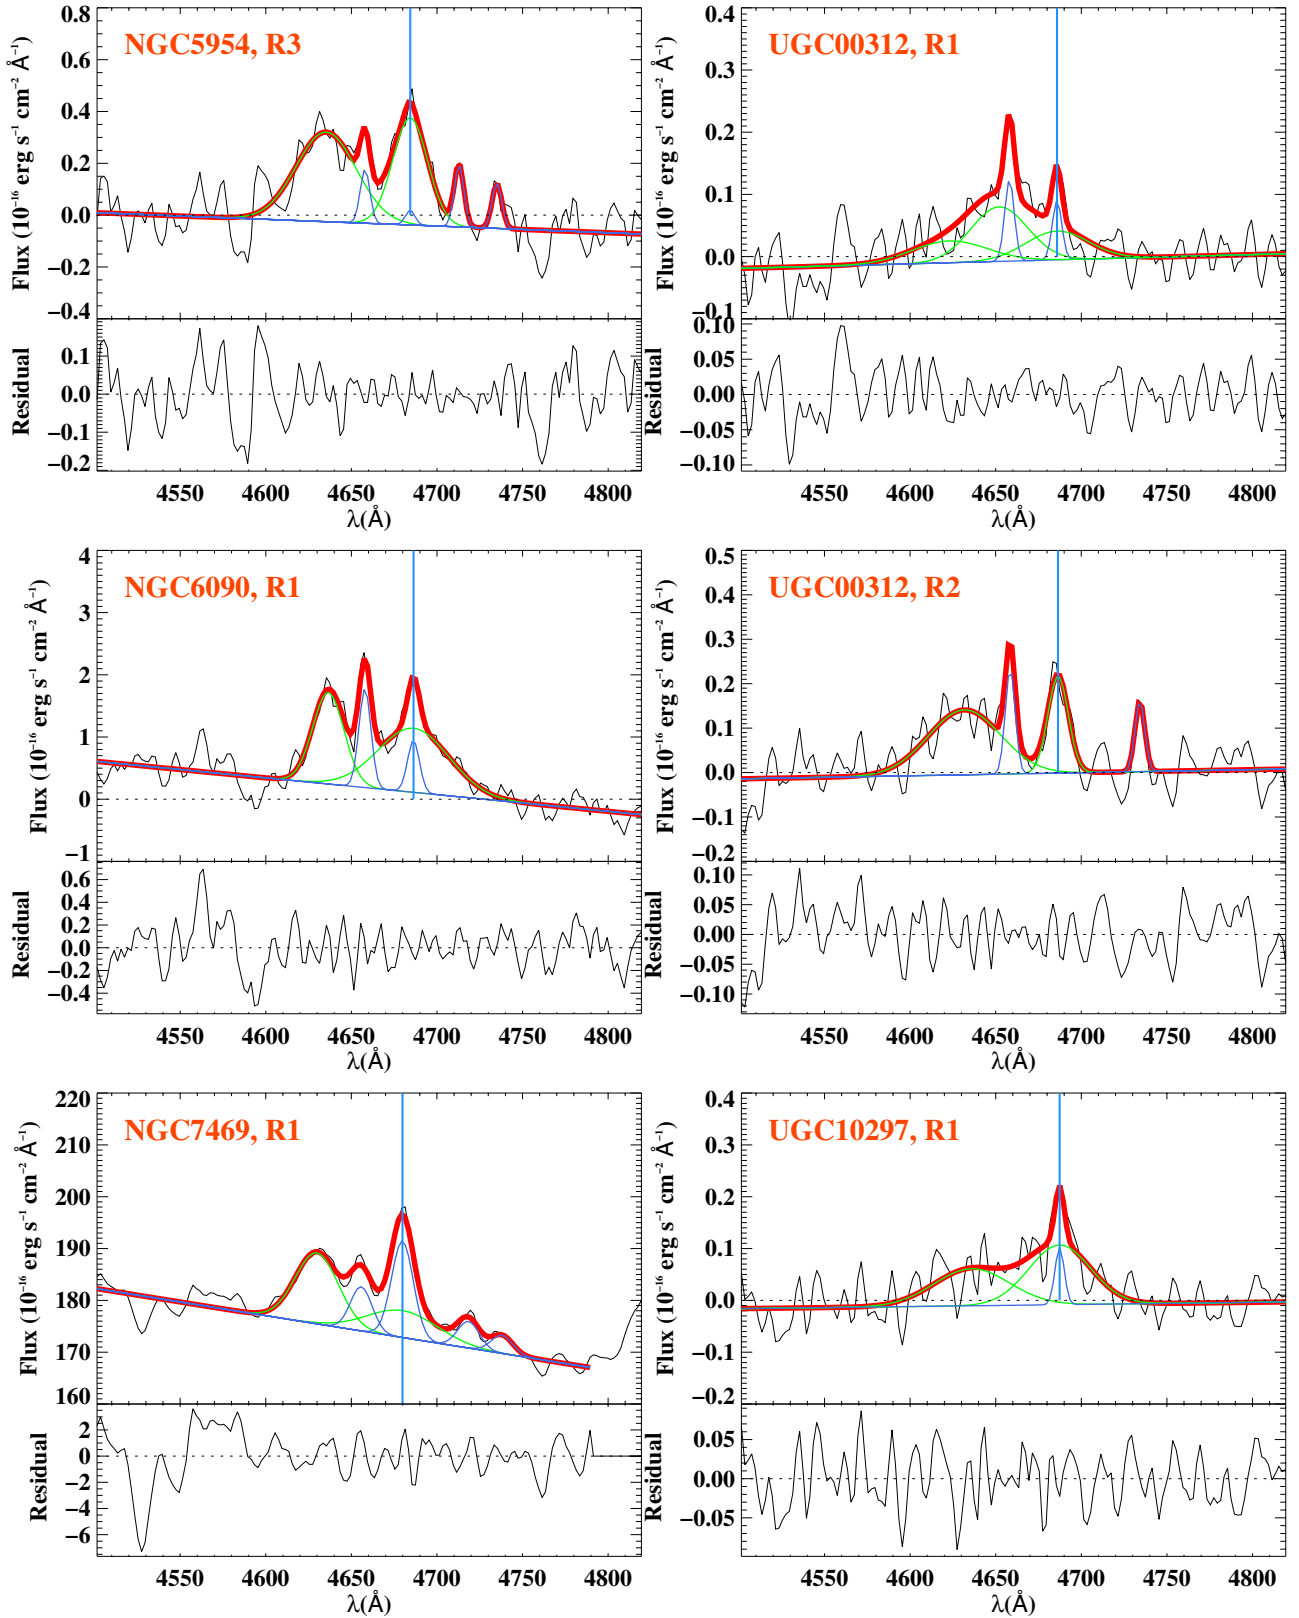 NGC5954, R3
Flux (10⁻¹⁶ erg s⁻¹ cm⁻² Å⁻¹)
0.8
0.6
0.4
0.2
0.0
−0.2
−0.4
Residual
0.1
0.0
−0.1
−0.2
4550 4600 4650 4700 4750 4800
λ(Å)
UGC00312, R1
Flux (10⁻¹⁶ erg s⁻¹ cm⁻² Å⁻¹)
0.4
0.3
0.2
0.1
0.0
−0.1
Residual
0.10
0.05
0.00
−0.05
−0.10
4550 4600 4650 4700 4750 4800
λ(Å)
NGC6090, R1
Flux (10⁻¹⁶ erg s⁻¹ cm⁻² Å⁻¹)
4
3
2
1
0
−1
Residual
0.6
0.4
0.2
0.0
−0.2
−0.4
4550 4600 4650 4700 4750 4800
λ(Å)
UGC00312, R2
Flux (10⁻¹⁶ erg s⁻¹ cm⁻² Å⁻¹)
0.5
0.4
0.3
0.2
0.1
0.0
−0.1
−0.2
Residual
0.10
0.05
0.00
−0.05
−0.10
4550 4600 4650 4700 4750 4800
λ(Å)
NGC7469, R1
Flux (10⁻¹⁶ erg s⁻¹ cm⁻² Å⁻¹)
220
210
200
190
180
170
160
Residual
2
0
−2
−4
−6
4550 4600 4650 4700 4750 4800
λ(Å)
UGC10297, R1
Flux (10⁻¹⁶ erg s⁻¹ cm⁻² Å⁻¹)
0.4
0.3
0.2
0.1
0.0
−0.1
−0.2
Residual
0.05
0.00
−0.05
4550 4600 4650 4700 4750 4800
λ(Å)